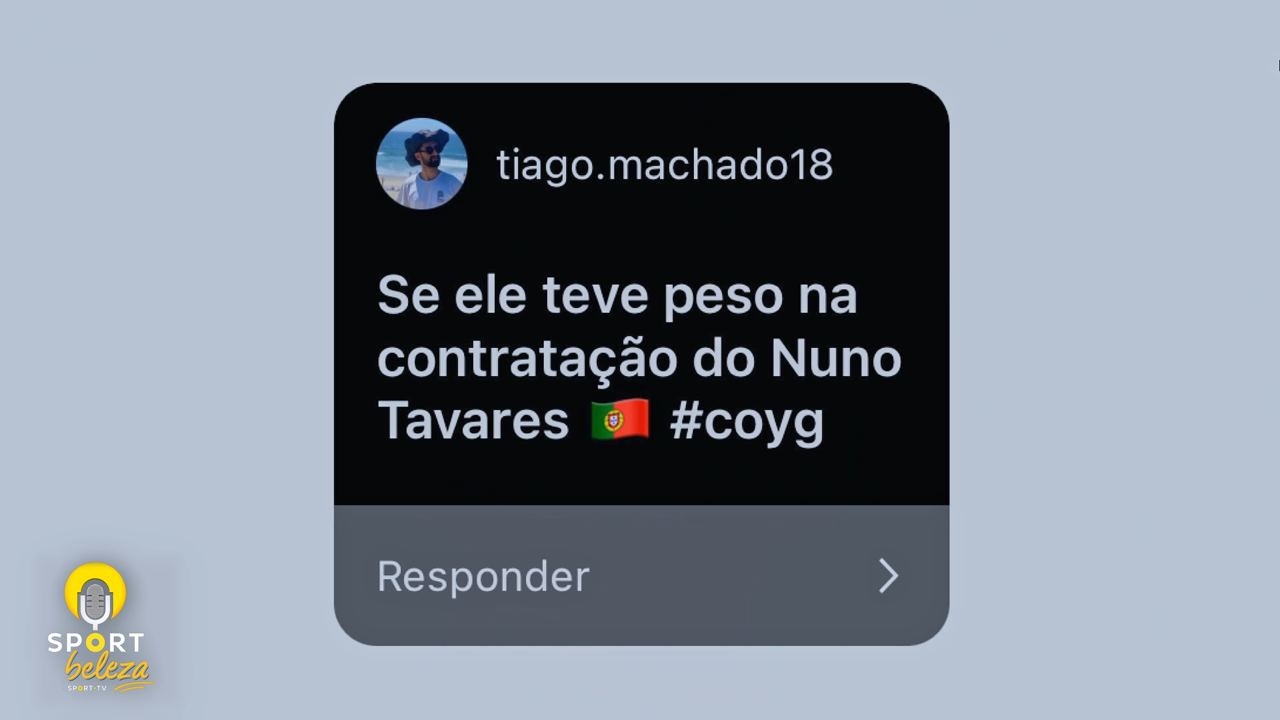 tiago.machado18
Se ele teve peso na
contratação do Nuno
Tavares 🇵🇹 #coyg
Responder
SPORT
beleza
SPORT•TV